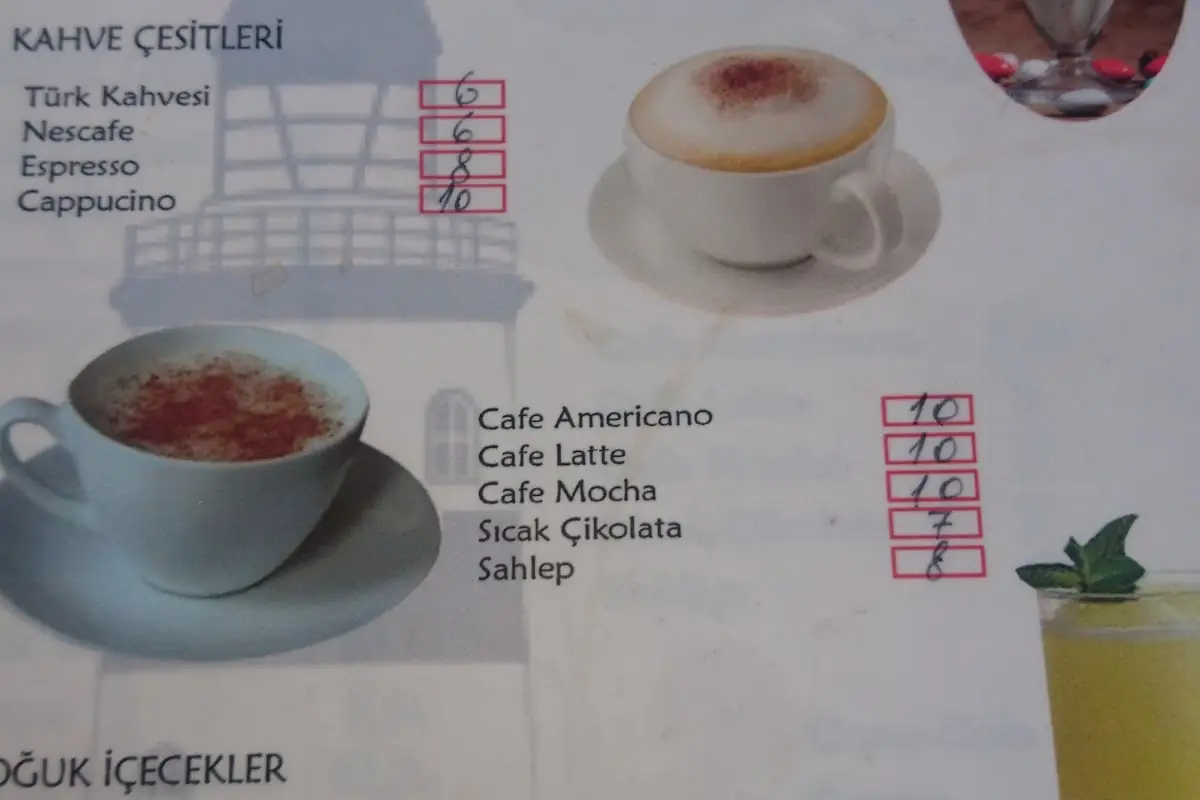 KAHVE ÇESİTLERİ
Türk Kahvesi 6
Nescafe 6
Espresso 8
Cappucino 10
Cafe Americano 10
Cafe Latte 10
Cafe Mocha 10
Sıcak Çikolata 7
Sahlep 8
OĞUK İÇECEKLER